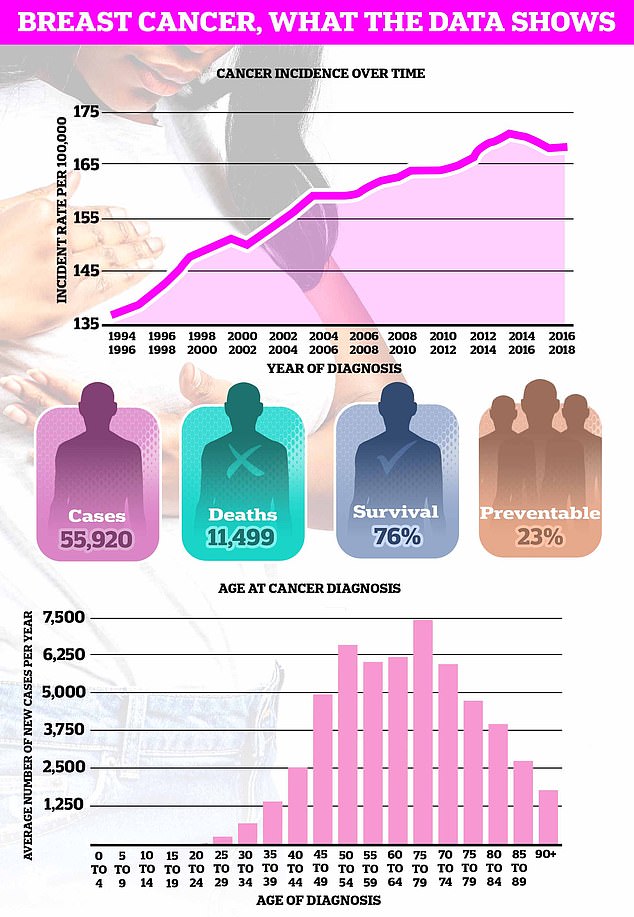 BREAST CANCER, WHAT THE DATA SHOWS
CANCER INCIDENCE OVER TIME
INCIDENT RATE PER 100,000
175
165
155
145
135
1994 1996 1998 2000 2002 2004 2006 2008 2010 2012 2014 2016
1996 1998 2000 2002 2004 2006 2008 2010 2012 2014 2016 2018
YEAR OF DIAGNOSIS
Cases
55,920
Deaths
11,499
Survival
76%
Preventable
23%
AGE AT CANCER DIAGNOSIS
AVERAGE NUMBER OF NEW CASES PER YEAR
7,500
6,250
5,000
3,750
2,500
1,250
0 5 10 15 20 25 30 35 40 45 50 55 60 75 70 75 80 85 90+
TO TO TO TO TO TO TO TO TO TO TO TO TO TO TO TO TO TO
4 9 14 19 24 29 34 39 44 49 54 59 64 79 74 79 84 89
AGE OF DIAGNOSIS